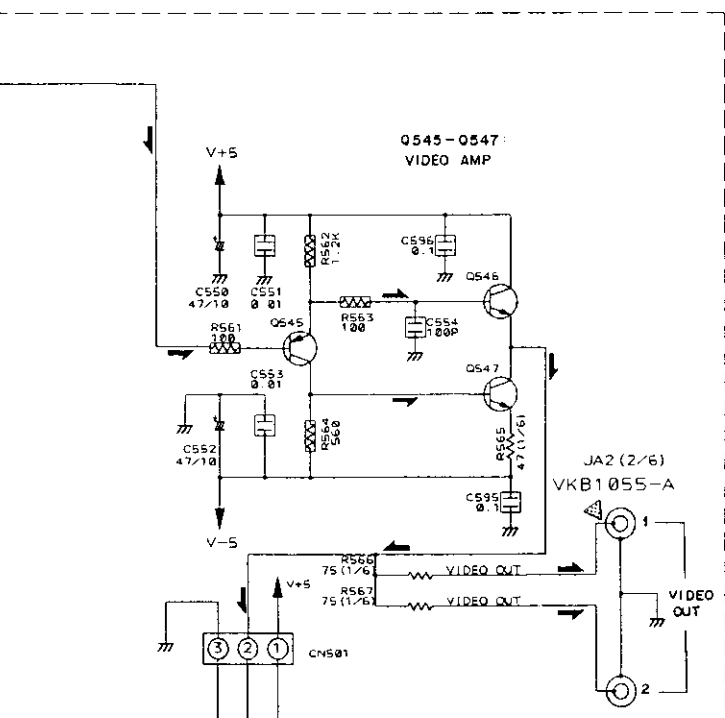 Q545-Q547:
VIDEO AMP
V+5
R562
1.2K
C596
0.1
Q546
C550
47/10
C551
0.01
Q545
R563
100
C554
100P
R561
100
Q547
C553
0.01
R564
560
R565
47(1/6)
C552
47/10
JA2(2/6)
VKB1055-A
C595
0.1
V-5
1
R566
75(1/6)
VIDEO OUT
V+5
R567
75(1/6)
VIDEO OUT
VIDEO
OUT
3 2 1
CN501
2